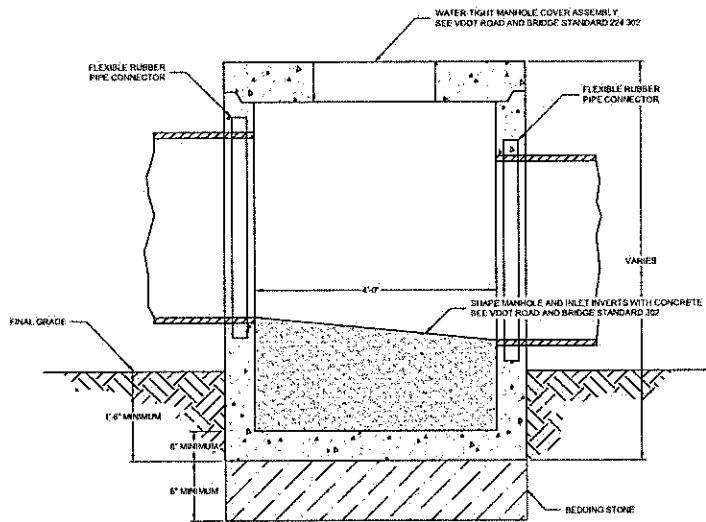 WATER-TIGHT MANHOLE COVER ASSEMBLY
SEE VDOT ROAD AND BRIDGE STANDARD 224 302
FLEXIBLE RUBBER
PIPE CONNECTOR
FLEXIBLE RUBBER
PIPE CONNECTOR
VARIES
4'-0"
SHAPE MANHOLE AND INLET INVERTS WITH CONCRETE
SEE VDOT ROAD AND BRIDGE STANDARD 302
FINAL GRADE
1'-6" MINIMUM
6" MINIMUM
6" MINIMUM
BEDDING STONE